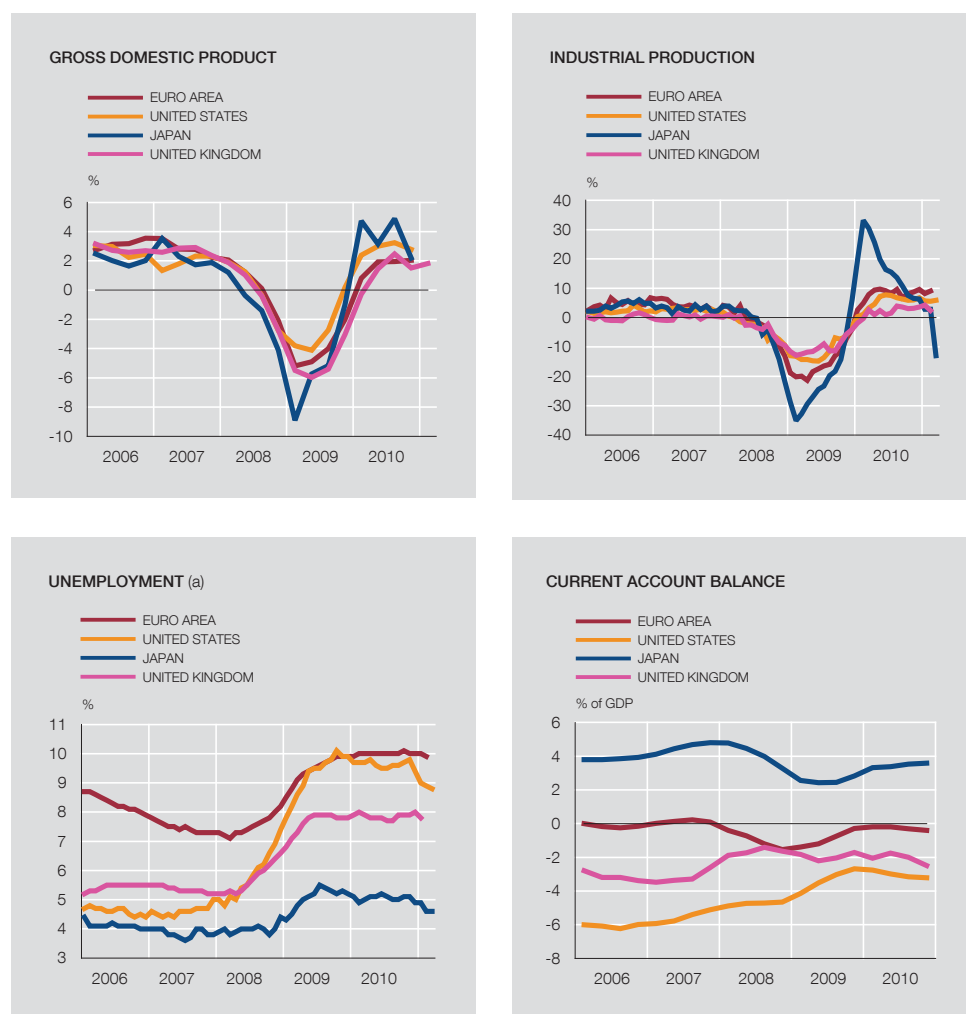 GROSS DOMESTIC PRODUCT
EURO AREA
UNITED STATES
JAPAN
UNITED KINGDOM
%
6
4
2
0
-2
-4
-6
-8
-10
2006 2007 2008 2009 2010
INDUSTRIAL PRODUCTION
EURO AREA
UNITED STATES
JAPAN
UNITED KINGDOM
%
40
30
20
10
0
-10
-20
-30
-40
2006 2007 2008 2009 2010
UNEMPLOYMENT (a)
EURO AREA
UNITED STATES
JAPAN
UNITED KINGDOM
%
11
10
9
8
7
6
5
4
3
2006 2007 2008 2009 2010
CURRENT ACCOUNT BALANCE
EURO AREA
UNITED STATES
JAPAN
UNITED KINGDOM
% of GDP
6
4
2
0
-2
-4
-6
-8
2006 2007 2008 2009 2010